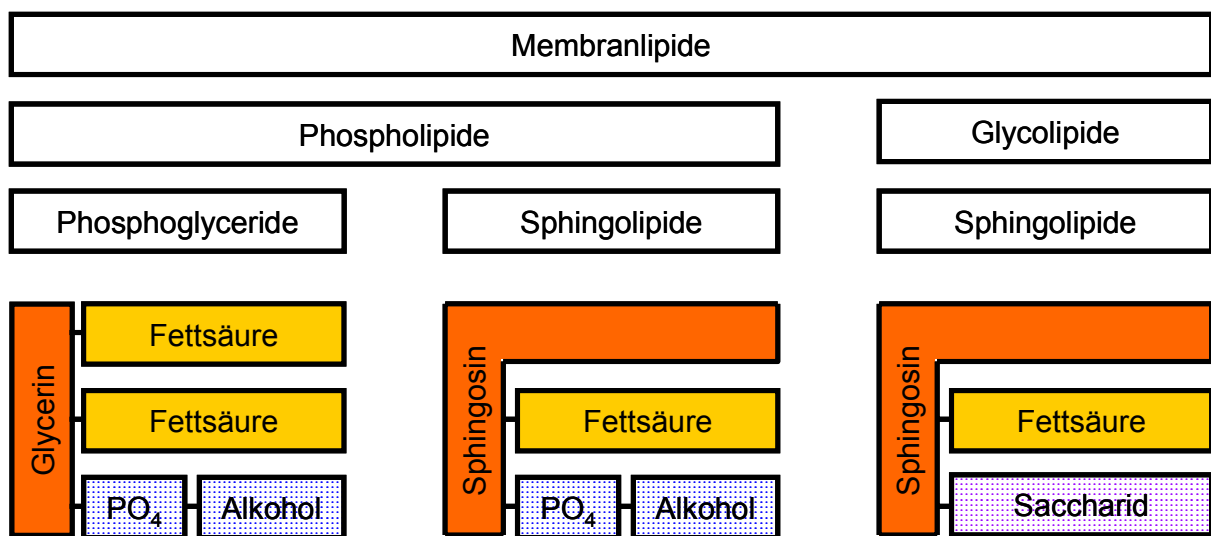 Membranlipide
Phospholipide
Glycolipide
Phosphoglyceride
Sphingolipide
Sphingolipide
Glycerin
Fettsäure
Fettsäure
PO₄
Alkohol
Sphingosin
Fettsäure
PO₄
Alkohol
Sphingosin
Fettsäure
Saccharid